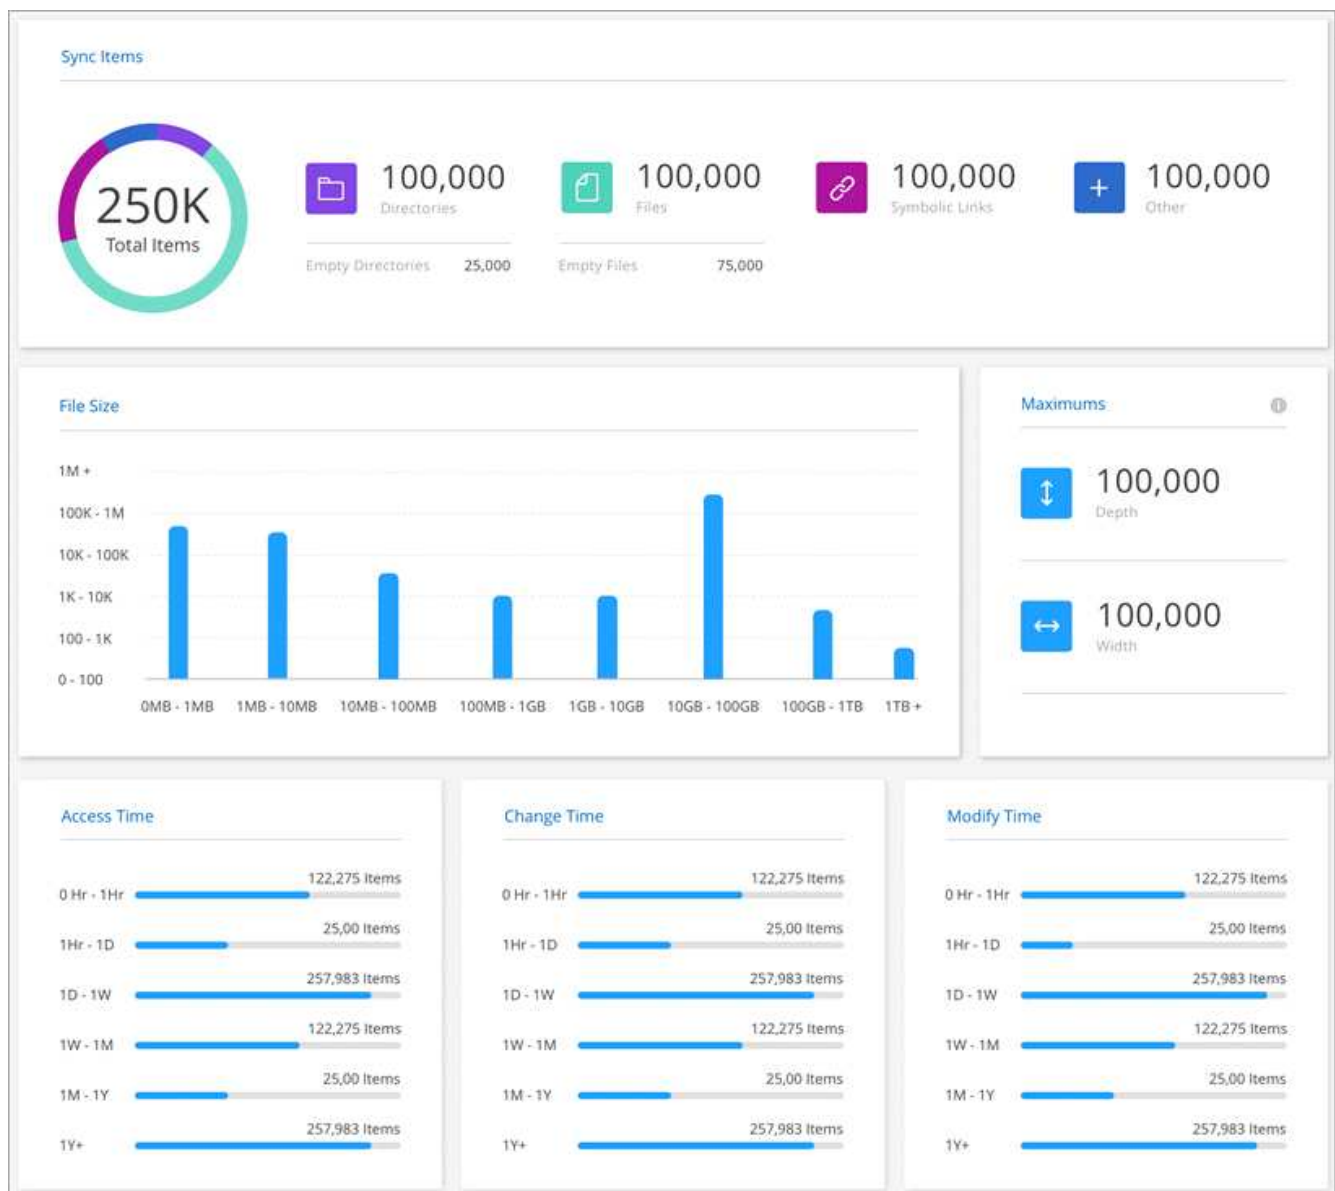 Sync Items
250K
Total Items
100,000
Directories
100,000
Files
100,000
Symbolic Links
100,000
Other
Empty Directories 25,000
Empty Files 75,000
File Size
1M +
100K - 1M
10K - 100K
1K - 10K
100 - 1K
0 - 100
0MB - 1MB 1MB - 10MB 10MB - 100MB 100MB - 1GB 1GB - 10GB 10GB - 100GB 100GB - 1TB 1TB +
Maximums
100,000
Depth
100,000
Width
Access Time
122,275 Items
0 Hr - 1Hr
25,00 Items
1Hr - 1D
257,983 Items
1D - 1W
122,275 Items
1W - 1M
25,00 Items
1M - 1Y
257,983 Items
1Y+
Change Time
122,275 Items
0 Hr - 1Hr
25,00 Items
1Hr - 1D
257,983 Items
1D - 1W
122,275 Items
1W - 1M
25,00 Items
1M - 1Y
257,983 Items
1Y+
Modify Time
122,275 Items
0 Hr - 1Hr
25,00 Items
1Hr - 1D
257,983 Items
1D - 1W
122,275 Items
1W - 1M
25,00 Items
1M - 1Y
257,983 Items
1Y+